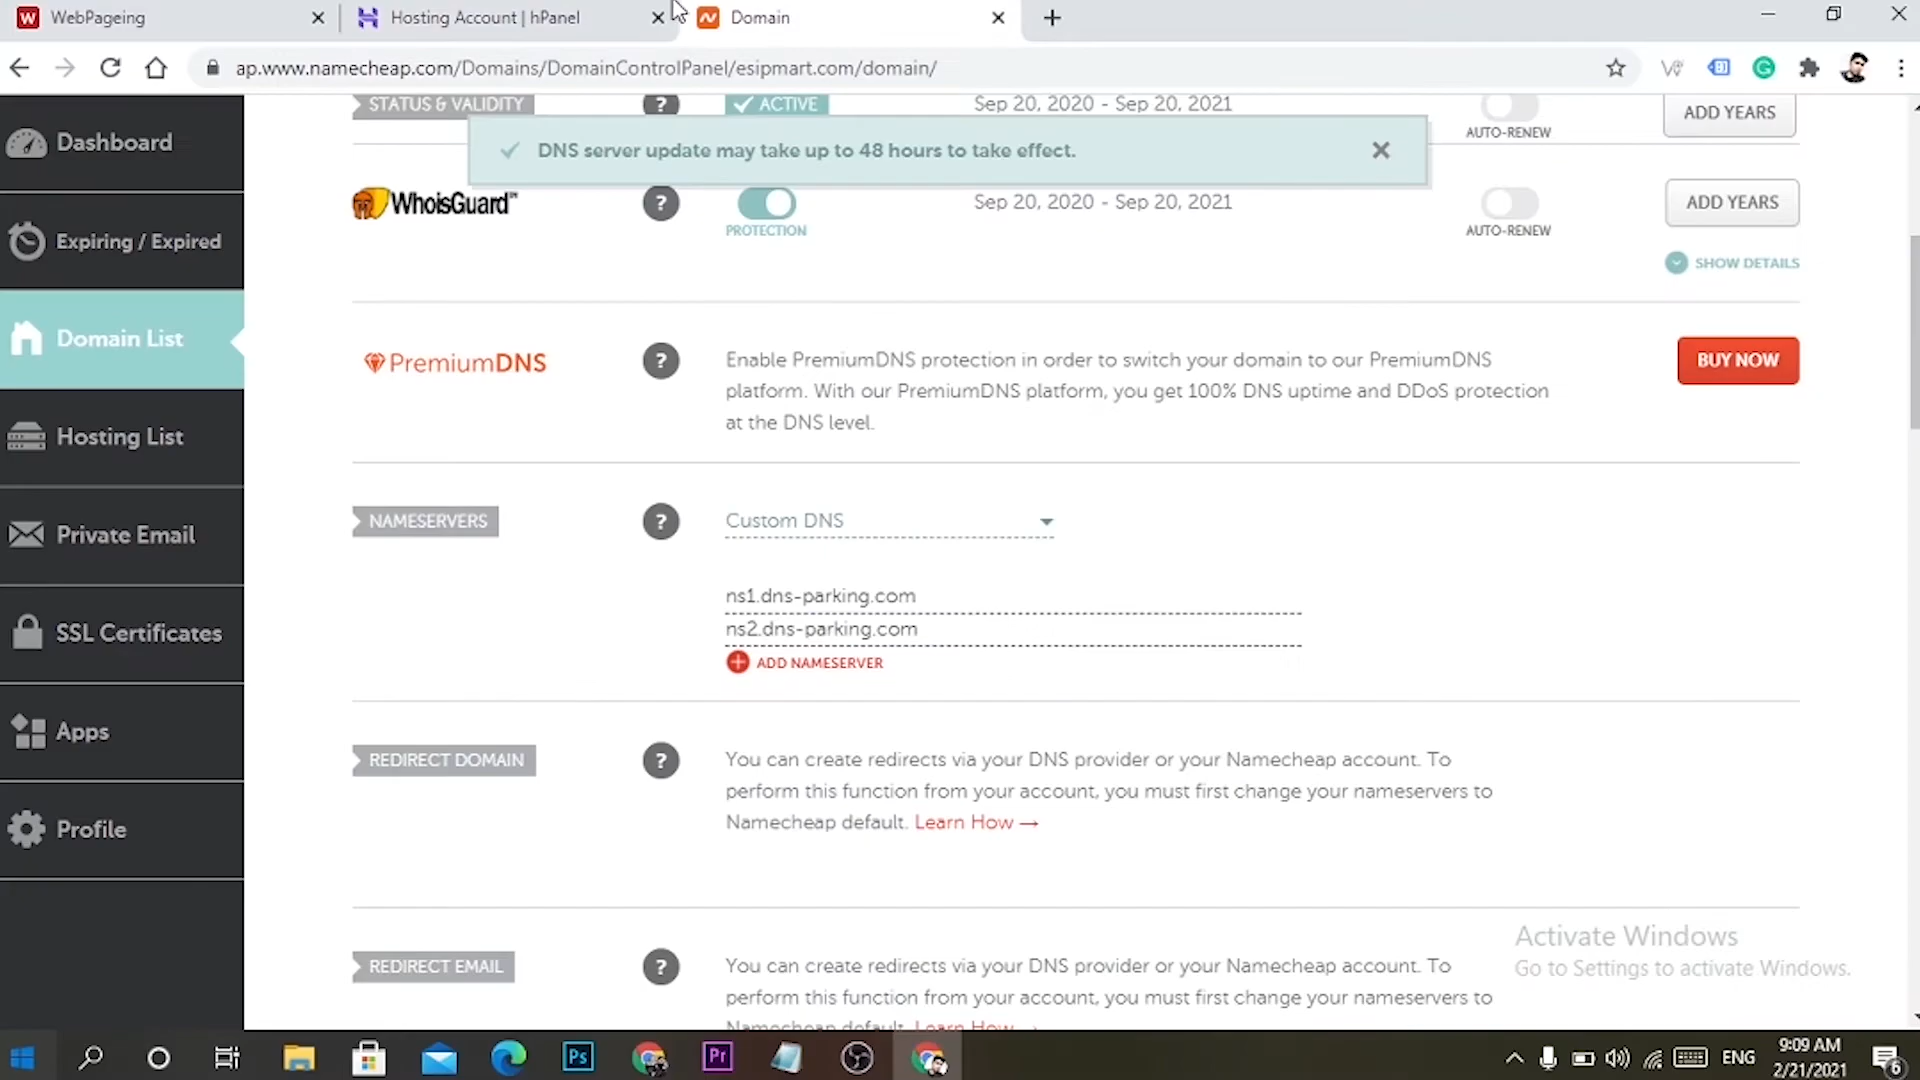 WebPageing
Hosting Account | hPanel
Domain
ap.www.namecheap.com/Domains/DomainControlPanel/esipmart.com/domain/
Dashboard
Expiring / Expired
Domain List
Hosting List
Private Email
SSL Certificates
Apps
Profile
STATUS & VALIDITY
?
ACTIVE
Sep 20, 2020 - Sep 20, 2021
AUTO-RENEW
ADD YEARS
DNS server update may take up to 48 hours to take effect.
WhoisGuard
?
PROTECTION
Sep 20, 2020 - Sep 20, 2021
AUTO-RENEW
ADD YEARS
SHOW DETAILS
PremiumDNS
?
Enable PremiumDNS protection in order to switch your domain to our PremiumDNS
platform. With our PremiumDNS platform, you get 100% DNS uptime and DDoS protection
at the DNS level.
BUY NOW
NAMESERVERS
?
Custom DNS
ns1.dns-parking.com
ns2.dns-parking.com
ADD NAMESERVER
REDIRECT DOMAIN
?
You can create redirects via your DNS provider or your Namecheap account. To
perform this function from your account, you must first change your nameservers to
Namecheap default. Learn How →
REDIRECT EMAIL
?
You can create redirects via your DNS provider or your Namecheap account. To
perform this function from your account, you must first change your nameservers to
Namecheap default. Learn How →
Activate Windows
Go to Settings to activate Windows.
Ps
Pr
ENG
9:09 AM
2/21/2021
6